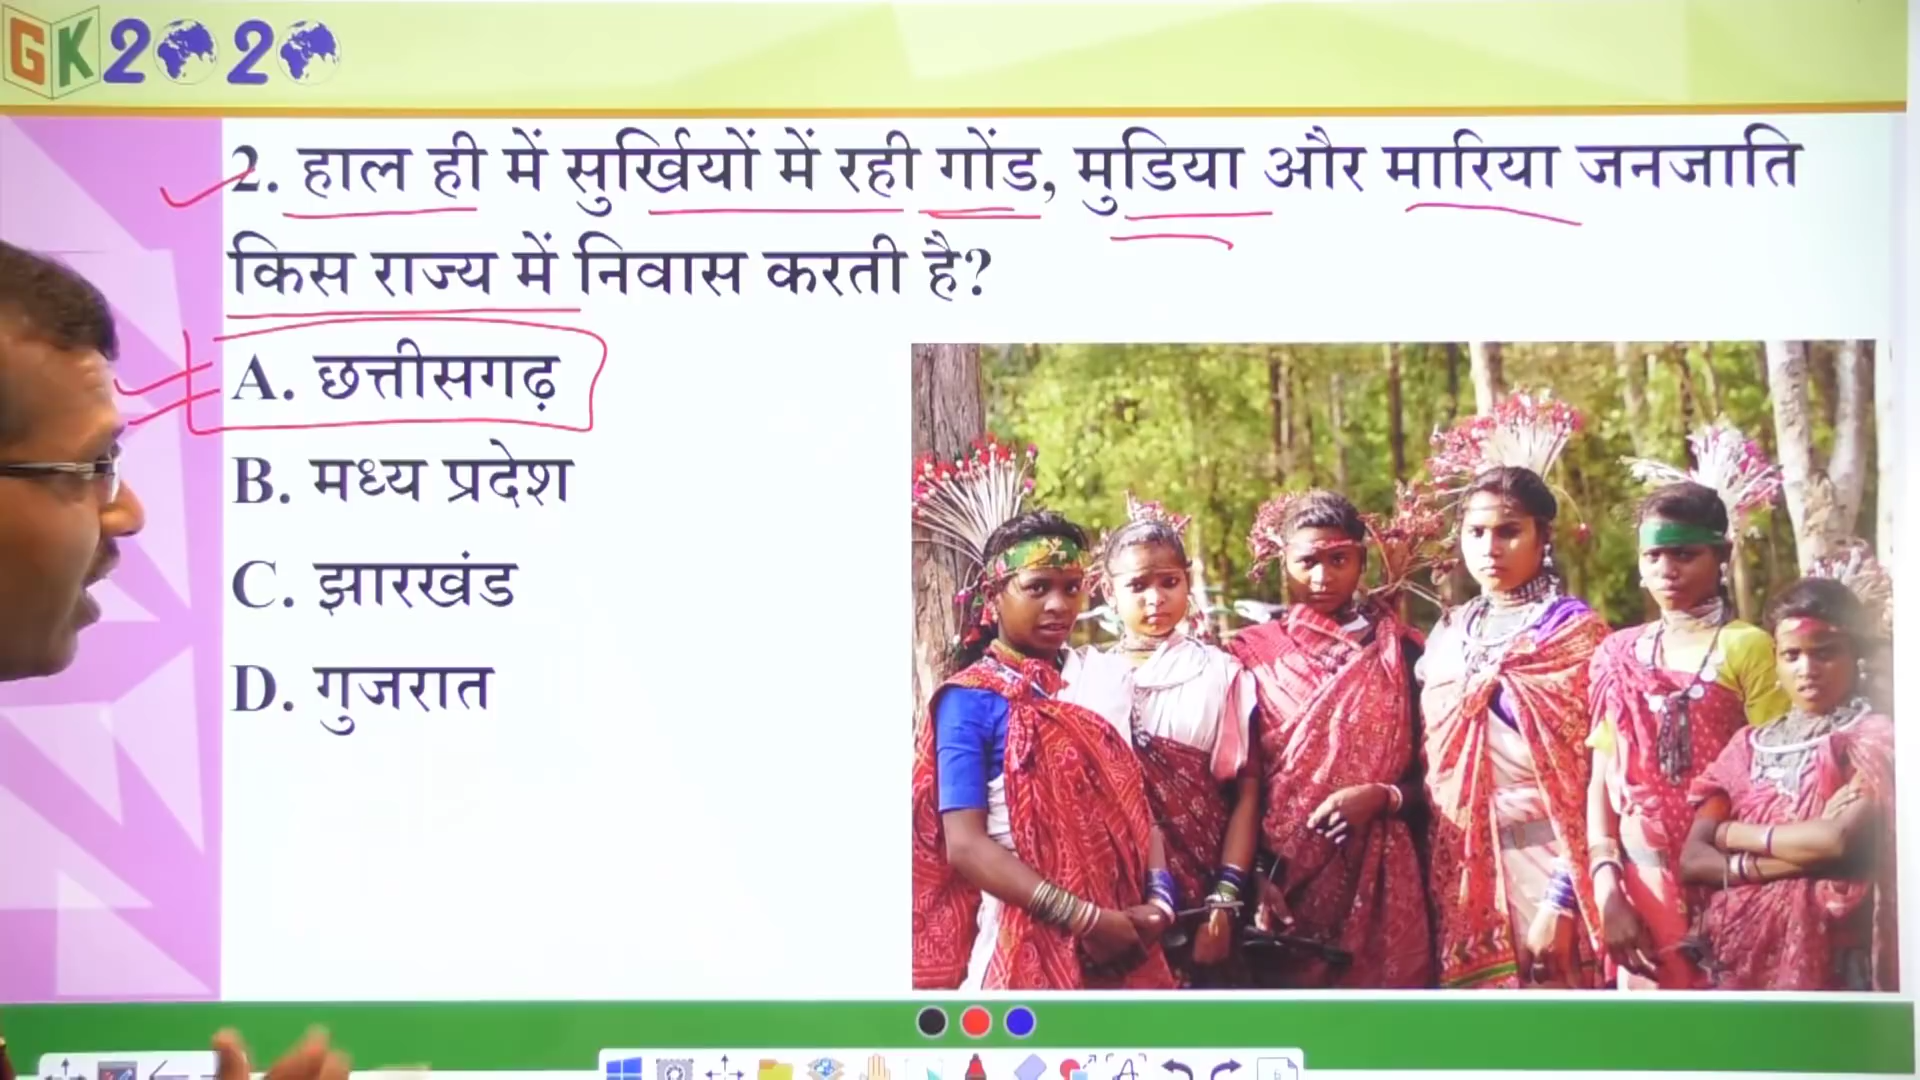 GK2020
2. हाल ही में सुर्खियों में रही गोंड, मुडिया और मारिया जनजाति
किस राज्य में निवास करती है?
A. छत्तीसगढ़
B. मध्य प्रदेश
C. झारखंड
D. गुजरात